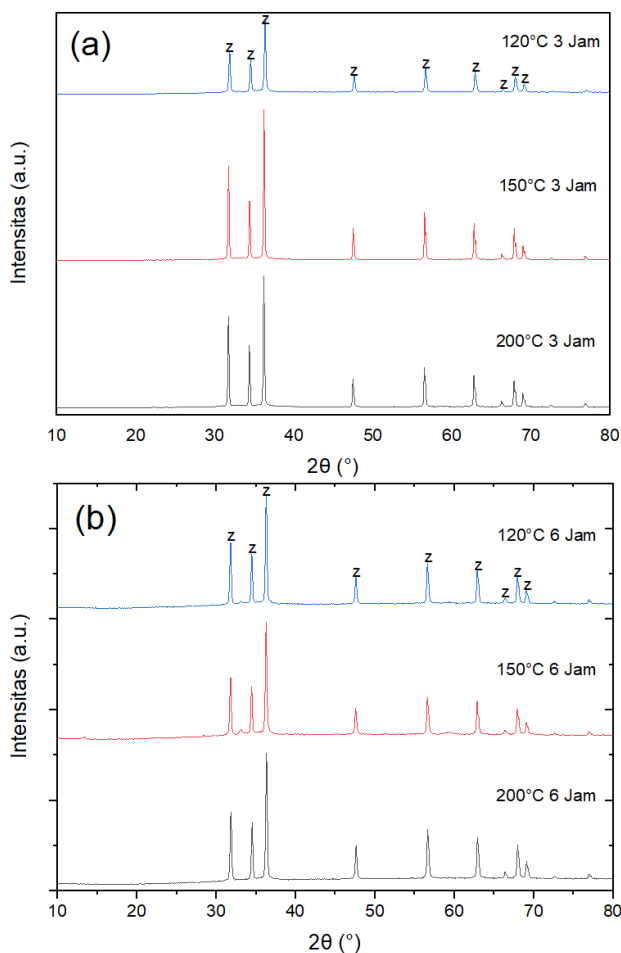 (a)
120°C 3 Jam
z z z z z z z z z
150°C 3 Jam
200°C 3 Jam
Intensitas (a.u.)
10 20 30 40 50 60 70 80
2θ (°)
(b)
120°C 6 Jam
z z z z z z z z z
150°C 6 Jam
200°C 6 Jam
Intensitas (a.u.)
10 20 30 40 50 60 70 80
2θ (°)